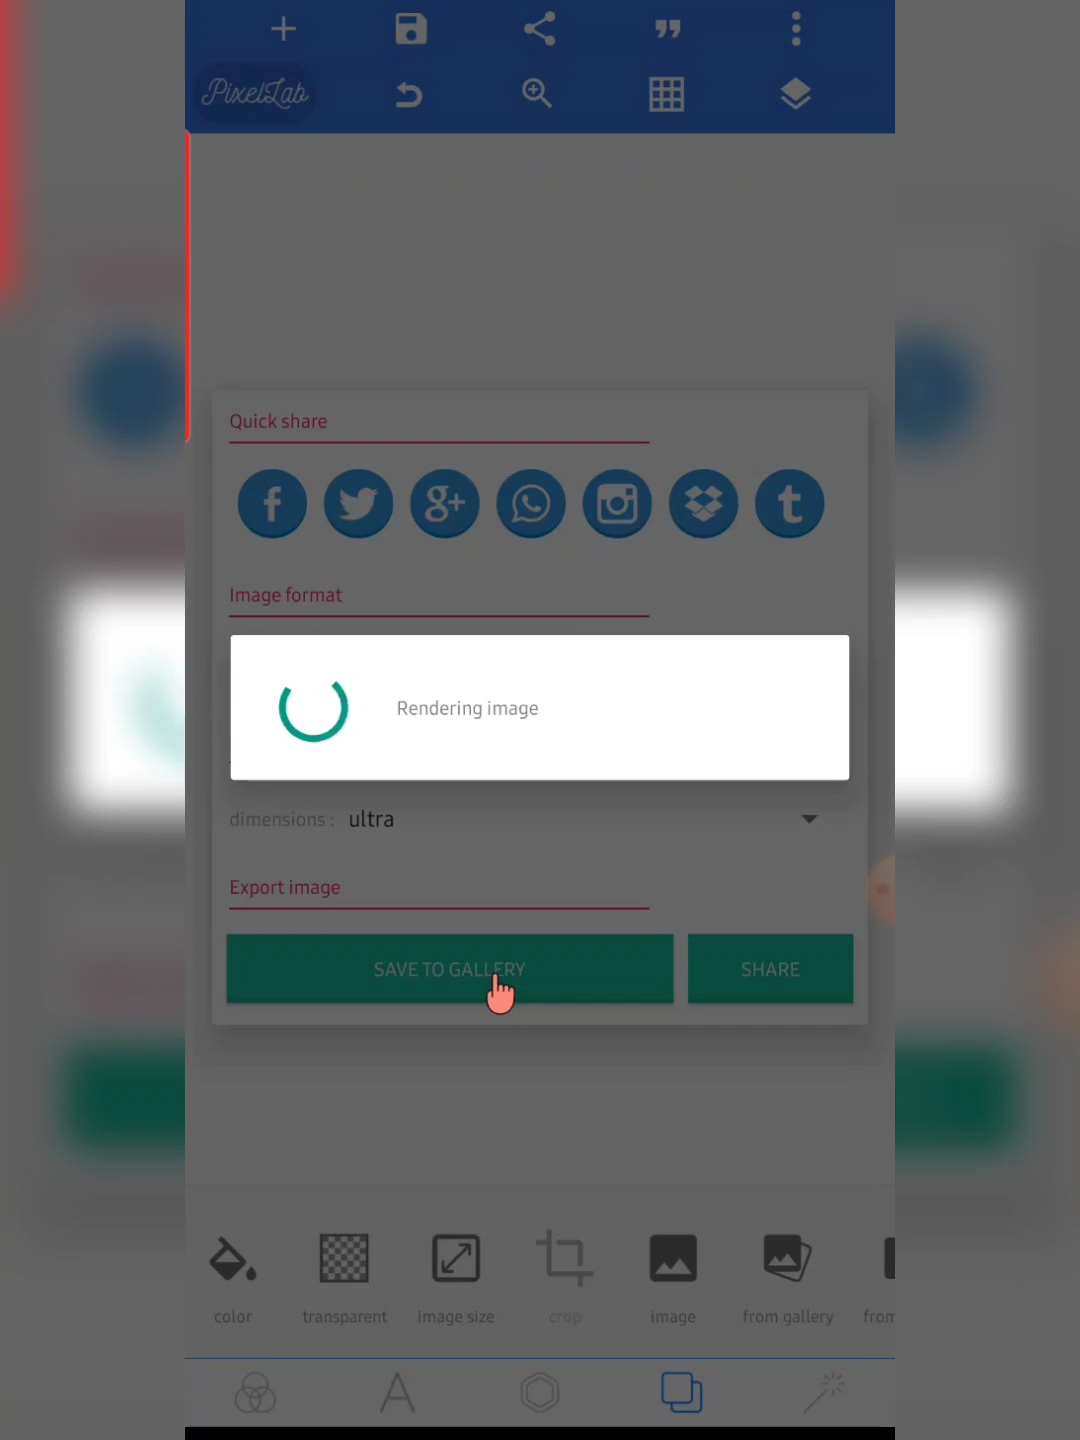 PixelLab
Quick share
Image format
Rendering image
dimensions : ultra
Export image
SAVE TO GALLERY
SHARE
color
transparent
image size
crop
image
from gallery
from